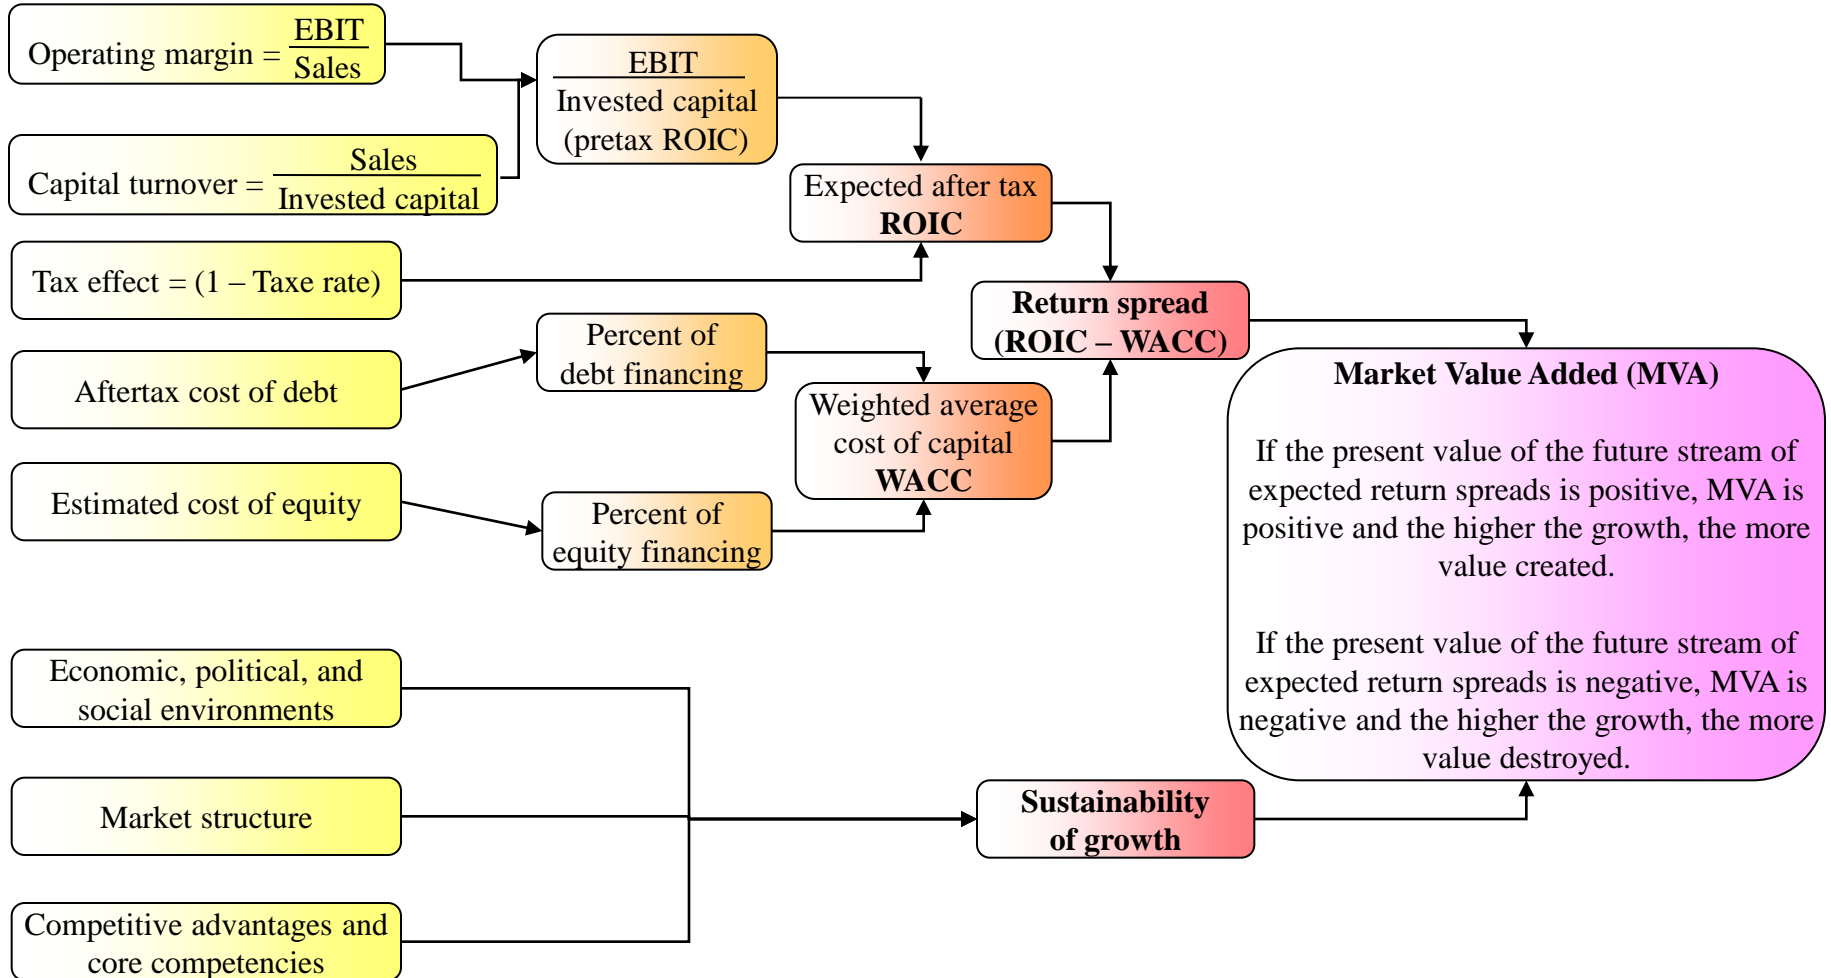 Operating margin = EBIT
Sales
Capital turnover = Sales
Invested capital
Tax effect = (1 – Taxe rate)
Aftertax cost of debt
Estimated cost of equity
Economic, political, and
social environments
Market structure
Competitive advantages and
core competencies
EBIT
Invested capital
(pretax ROIC)
Percent of
debt financing
Percent of
equity financing
Expected after tax
ROIC
Weighted average
cost of capital
WACC
Return spread
(ROIC – WACC)
Sustainability
of growth
Market Value Added (MVA)
If the present value of the future stream of
expected return spreads is positive, MVA is
positive and the higher the growth, the more
value created.
If the present value of the future stream of
expected return spreads is negative, MVA is
negative and the higher the growth, the more
value destroyed.